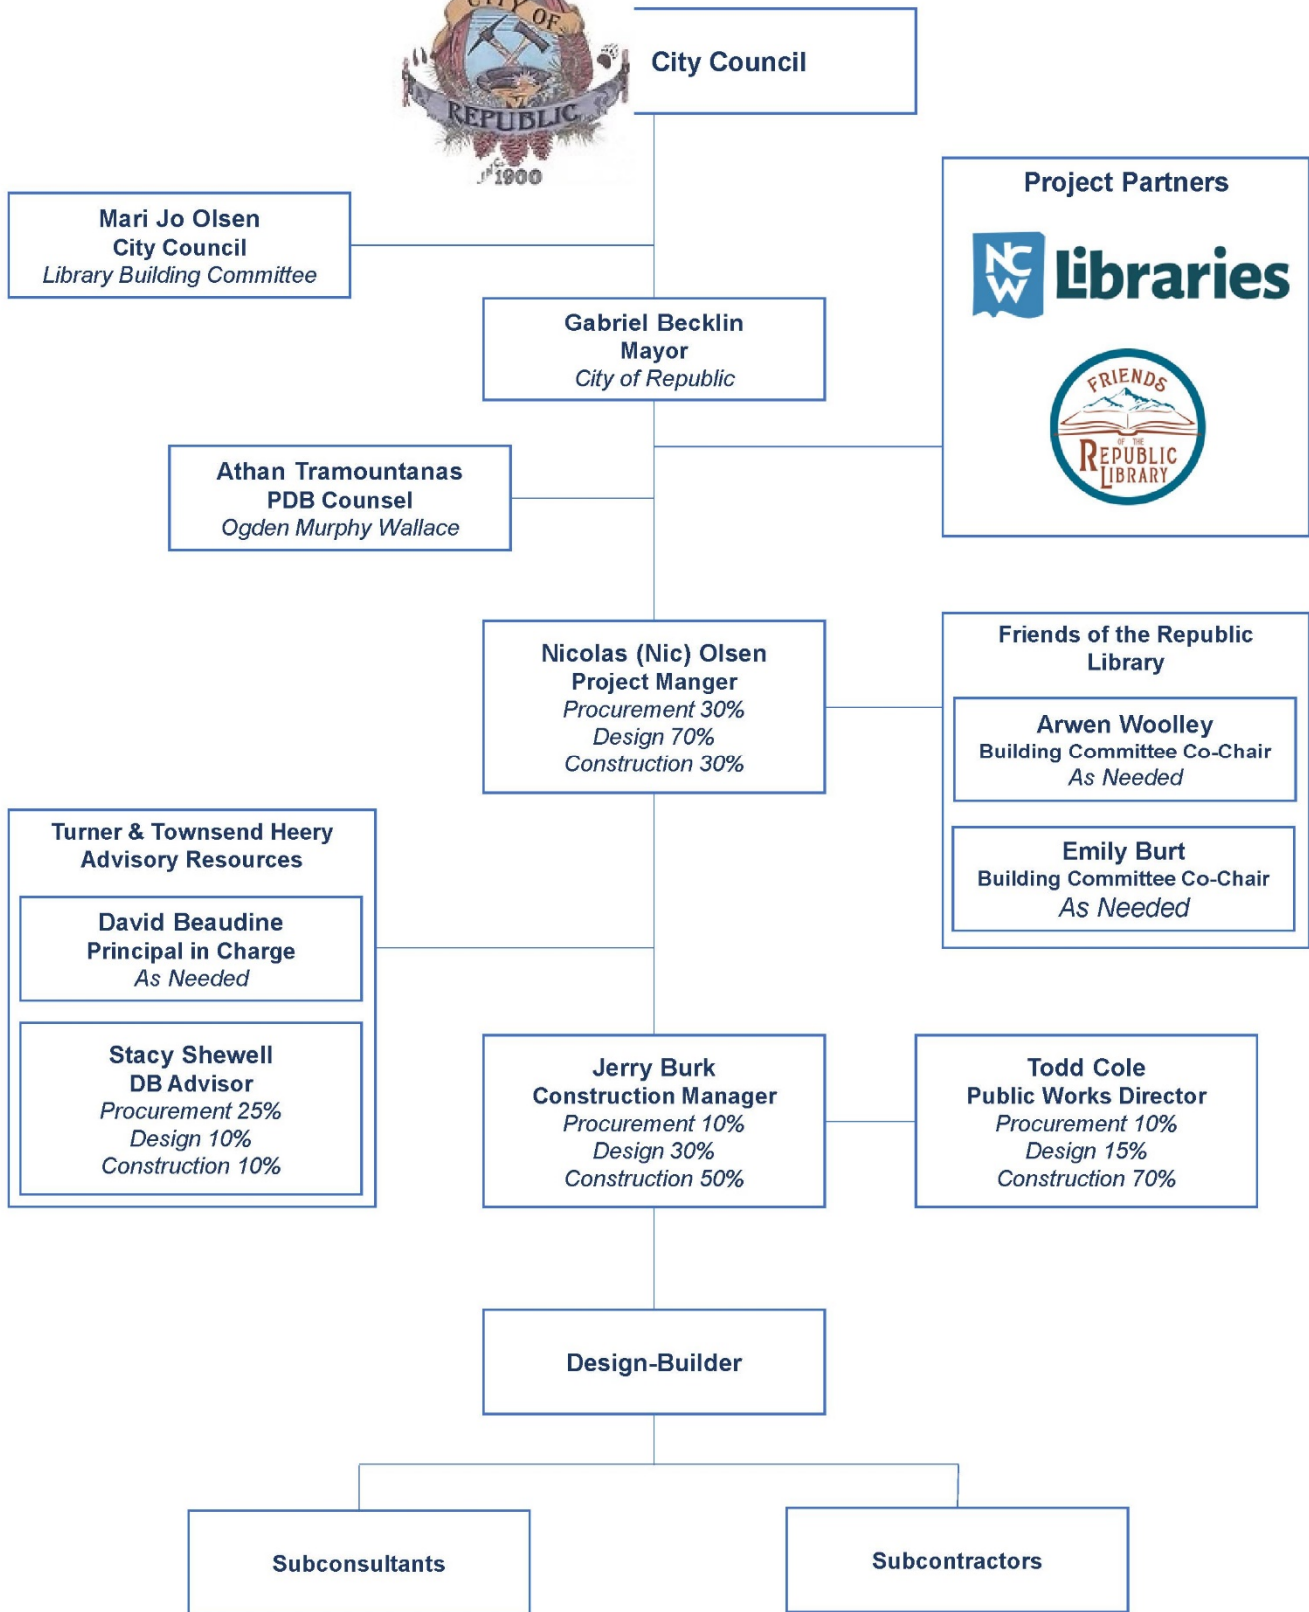 CITY OF
REPUBLIC
INC. 1900
City Council
Project Partners
NCW Libraries
FRIENDS
OF THE
REPUBLIC
LIBRARY
Mari Jo Olsen
City Council
Library Building Committee
Gabriel Becklin
Mayor
City of Republic
Athan Tramountanas
PDB Counsel
Ogden Murphy Wallace
Nicolas (Nic) Olsen
Project Manger
Procurement 30%
Design 70%
Construction 30%
Friends of the Republic
Library
Arwen Woolley
Building Committee Co-Chair
As Needed
Emily Burt
Building Committee Co-Chair
As Needed
Turner & Townsend Heery
Advisory Resources
David Beaudine
Principal in Charge
As Needed
Stacy Shewell
DB Advisor
Procurement 25%
Design 10%
Construction 10%
Jerry Burk
Construction Manager
Procurement 10%
Design 30%
Construction 50%
Todd Cole
Public Works Director
Procurement 10%
Design 15%
Construction 70%
Design-Builder
Subconsultants
Subcontractors